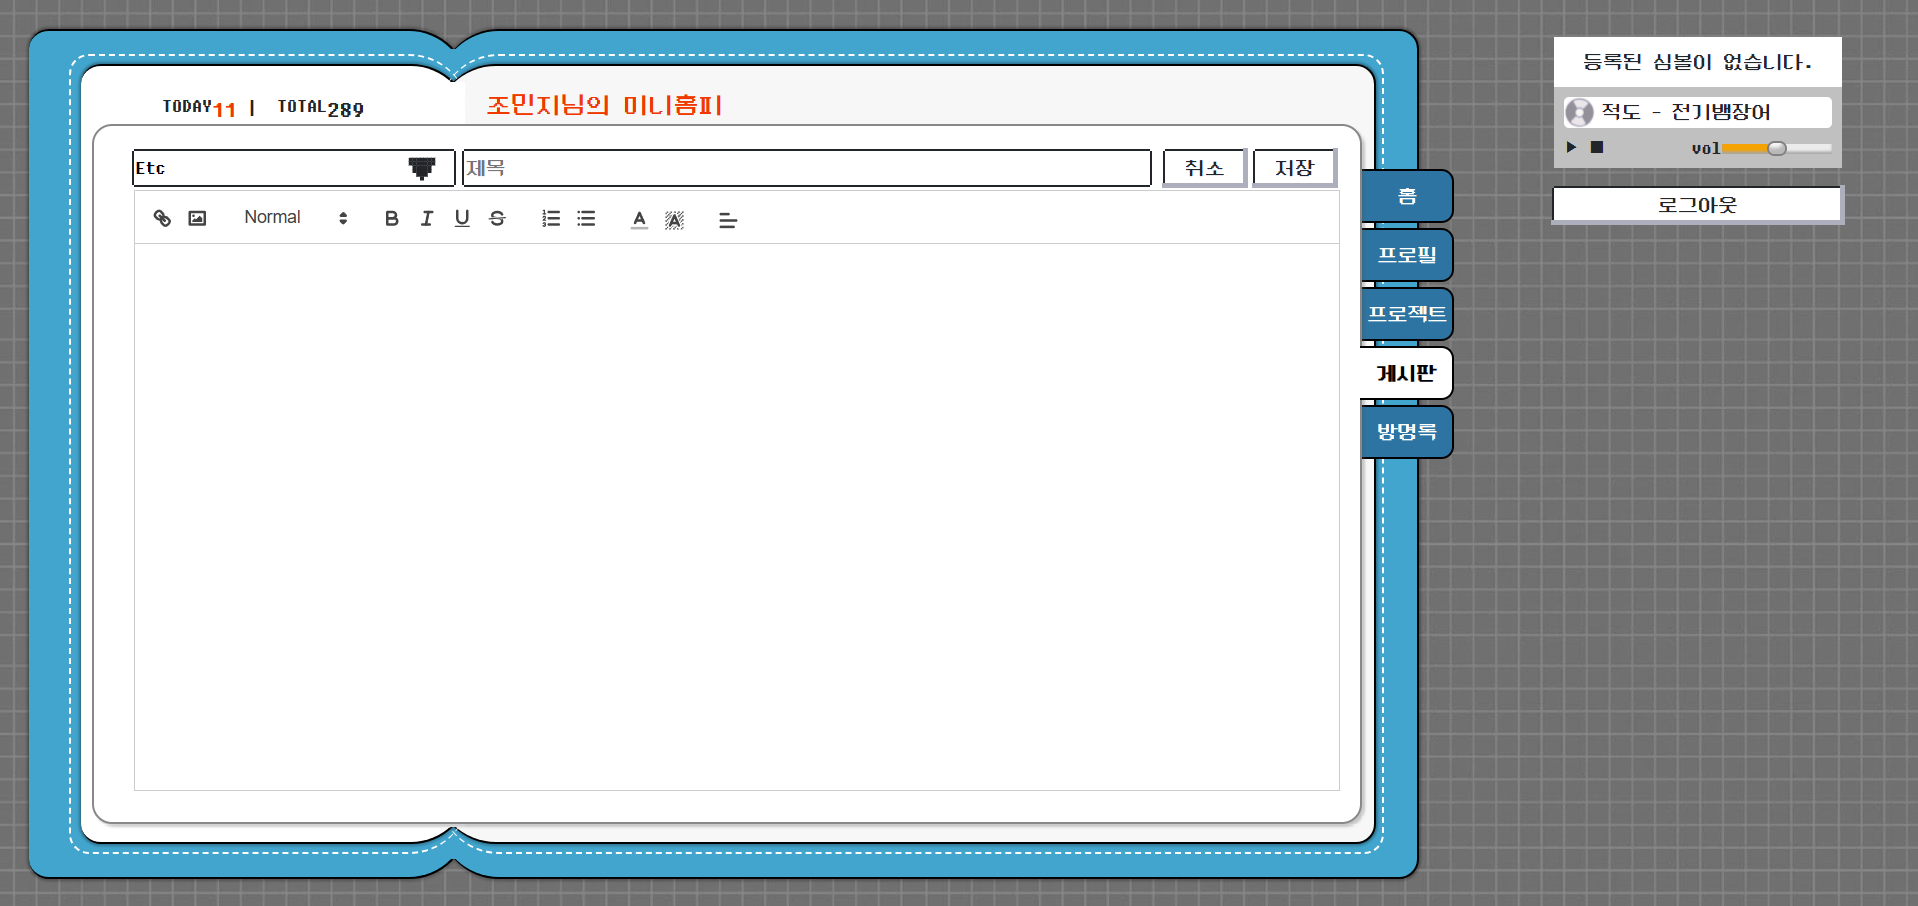 TODAY11 | TOTAL289
조민지님의 미니홈피
Etc
제목
취소
저장
Normal
홈
프로필
프로젝트
게시판
방명록
등록된 심볼이 없습니다.
적도 - 전기뱀장어
vol
로그아웃